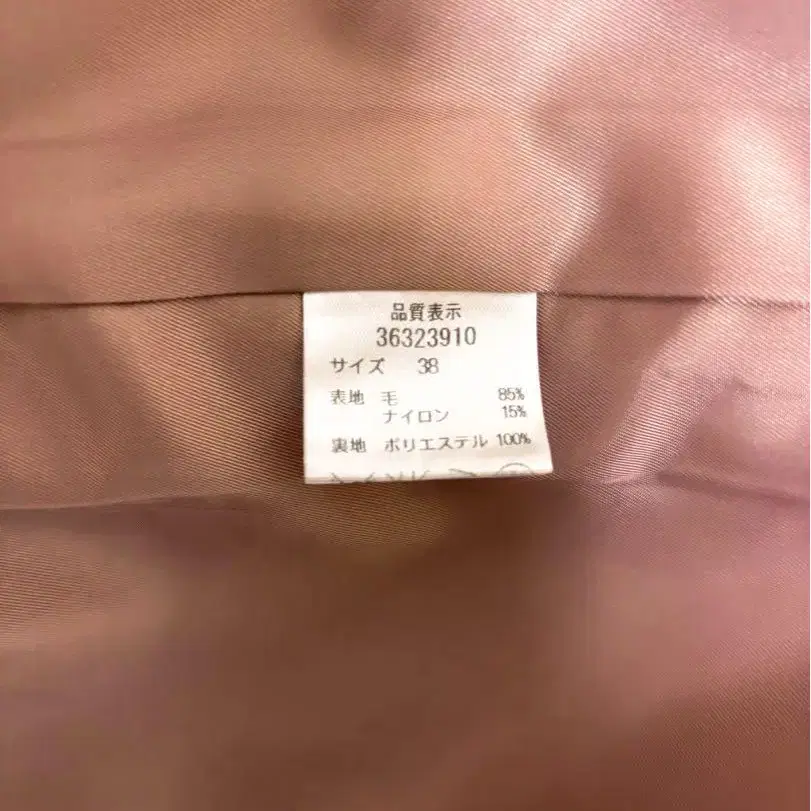 品質表示
36323910
サイズ 38
表地 毛 85%
ナイロン 15%
裏地 ポリエステル 100%